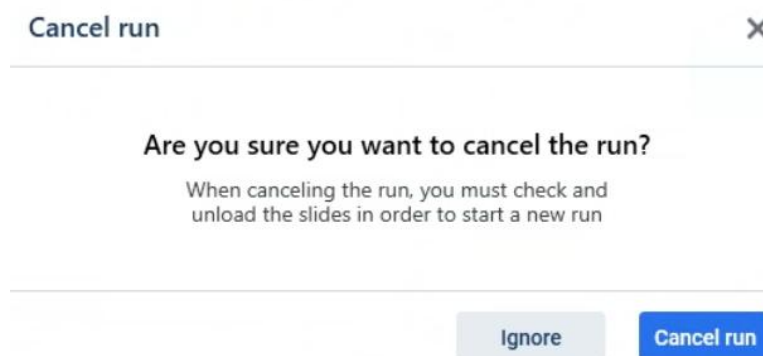 Cancel run
Are you sure you want to cancel the run?
When canceling the run, you must check and
unload the slides in order to start a new run
Ignore
Cancel run